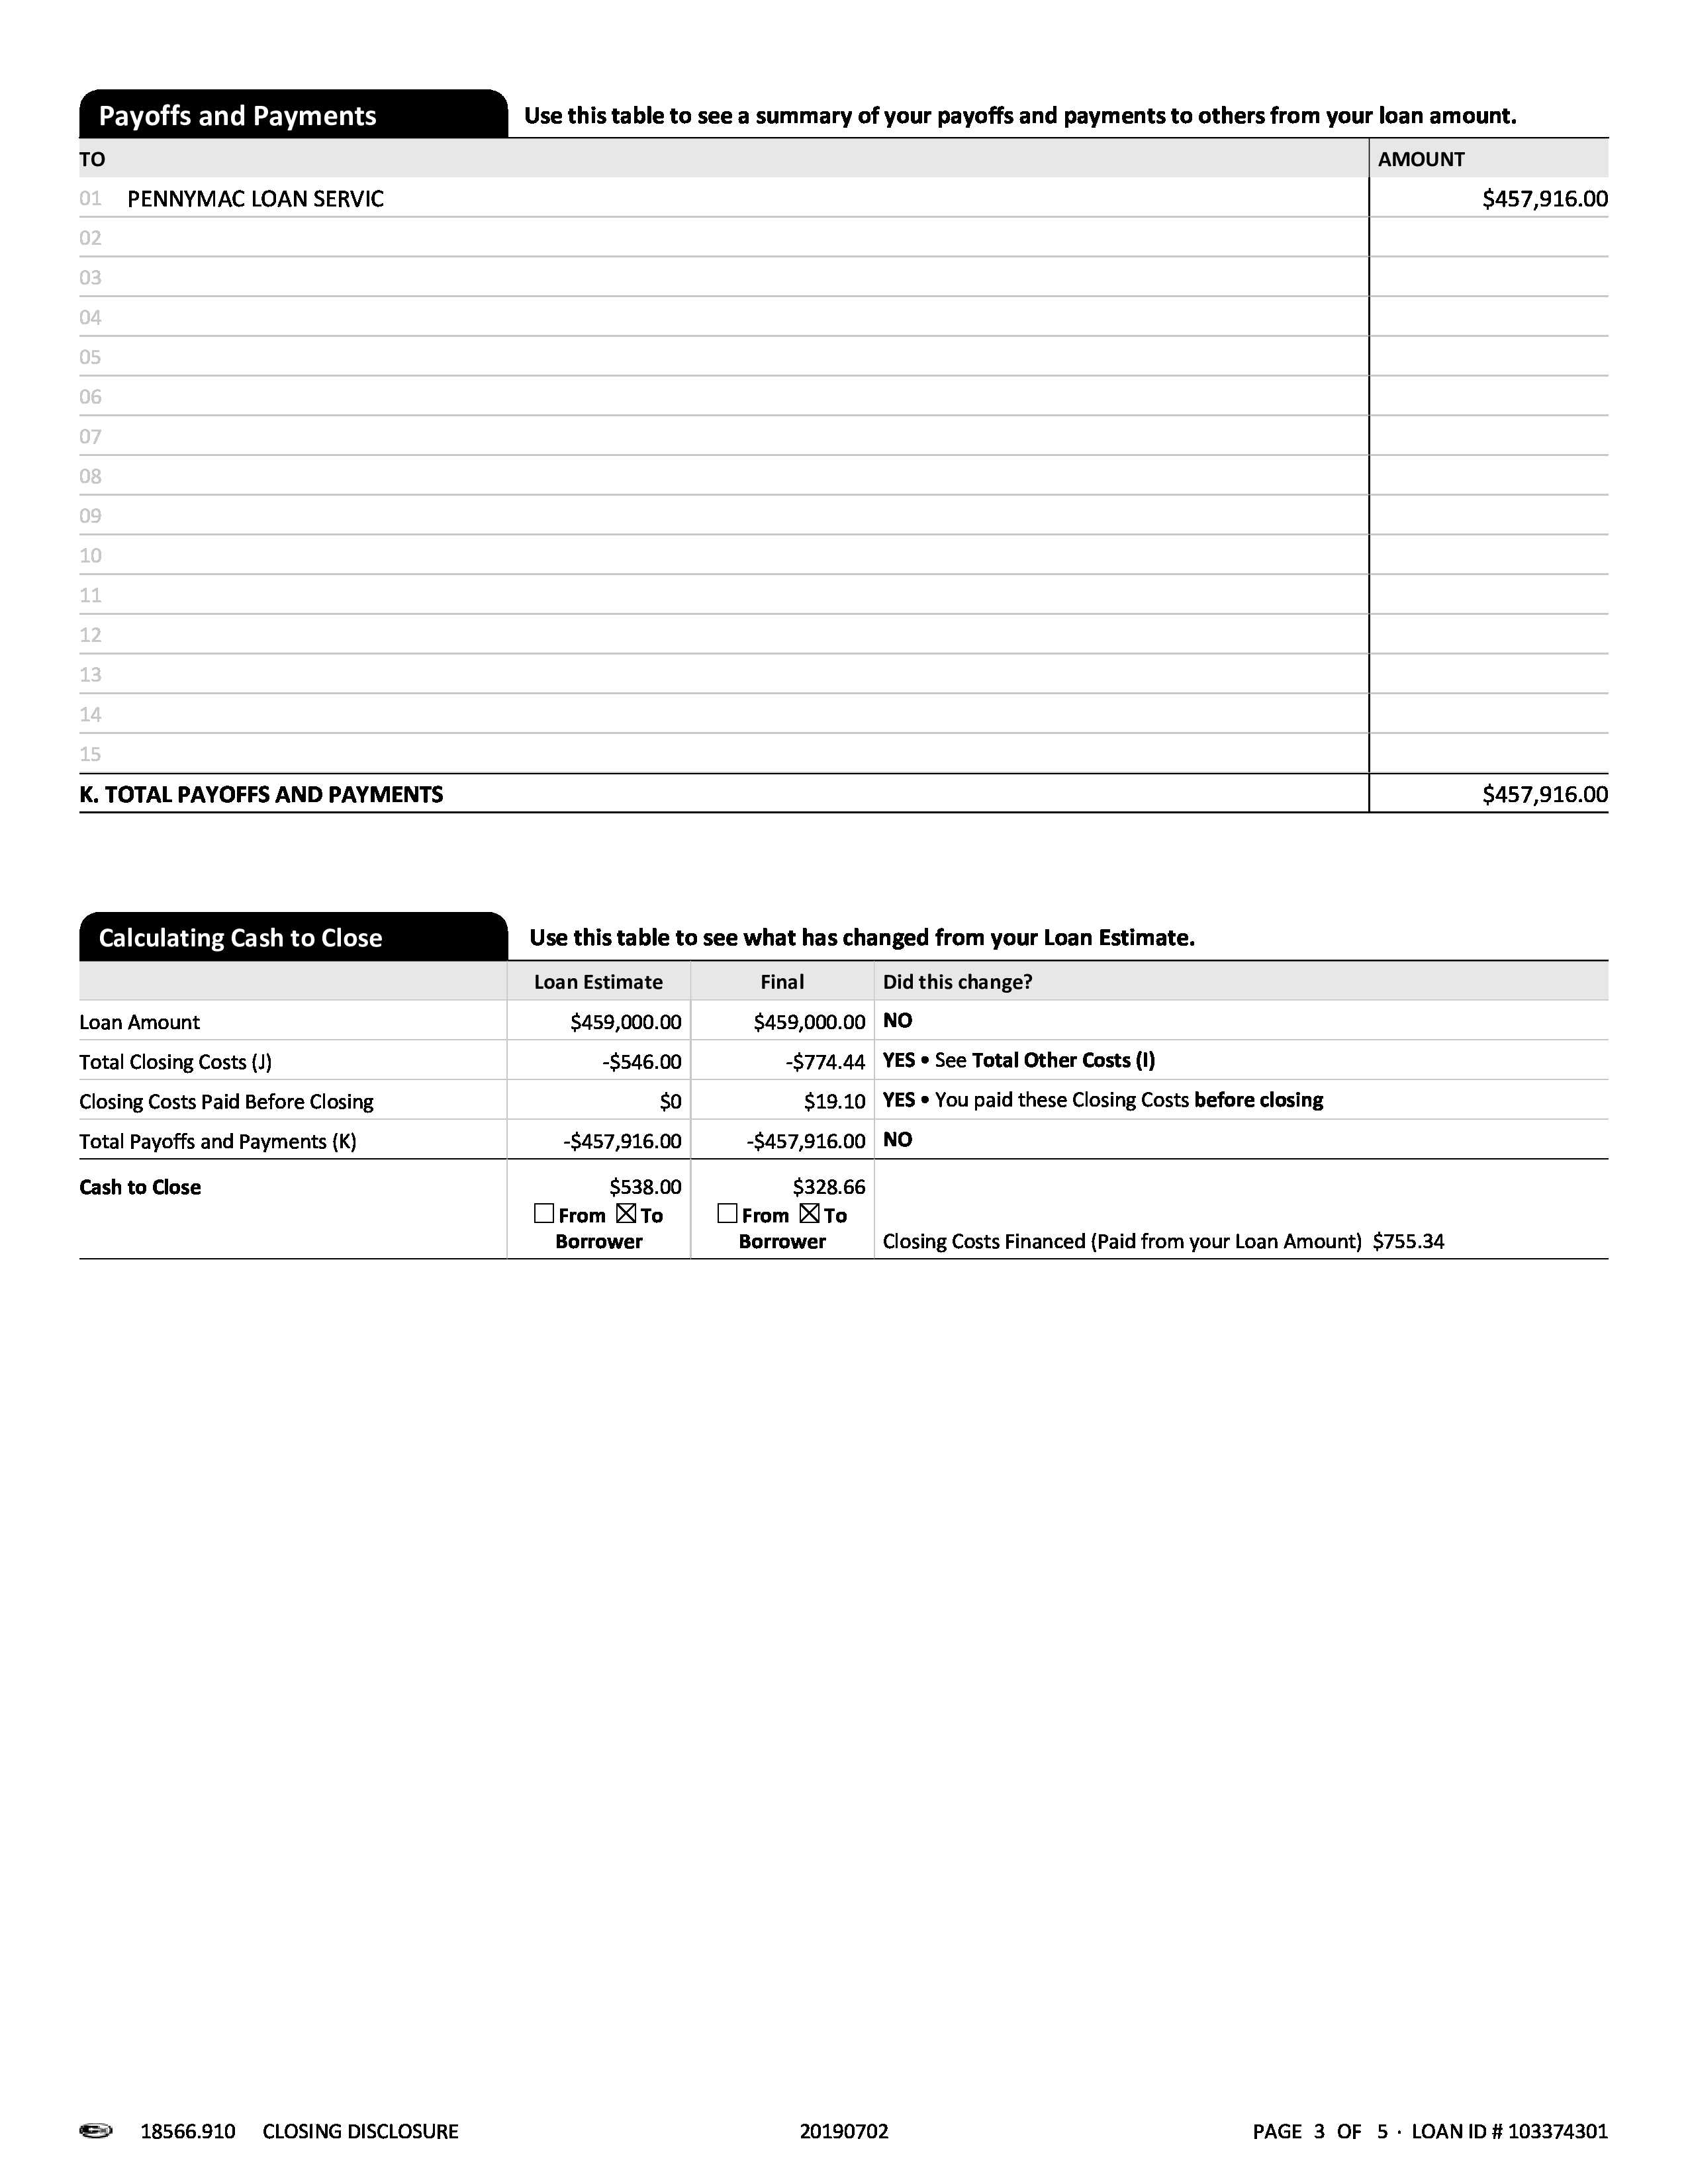 Payoffs and Payments Use this table to see a summary of your payoffs and payments to others from your loan amount.
TO AMOUNT
01 PENNYMAC LOAN SERVIC $457,916.00
02
03
04
05
06
07
08
09
10
11
12
13
14
15
K. TOTAL PAYOFFS AND PAYMENTS $457,916.00
Calculating Cash to Close Use this table to see what has changed from your Loan Estimate.
Loan Estimate Final Did this change?
Loan Amount $459,000.00 $459,000.00 NO
Total Closing Costs (J) -$546.00 -$774.44 YES • See Total Other Costs (I)
Closing Costs Paid Before Closing $0 $19.10 YES • You paid these Closing Costs before closing
Total Payoffs and Payments (K) -$457,916.00 -$457,916.00 NO
Cash to Close $538.00 $328.66
From To From To
Borrower Borrower Closing Costs Financed (Paid from your Loan Amount) $755.34
18566.910 CLOSING DISCLOSURE 20190702 PAGE 3 OF 5 · LOAN ID # 103374301